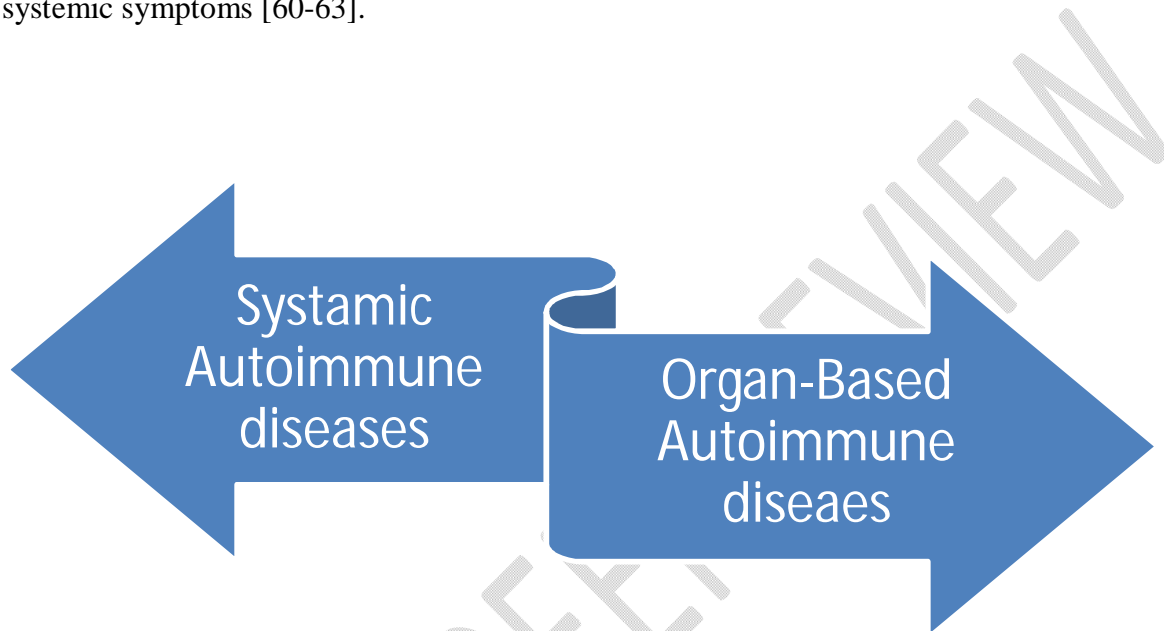 systemic symptoms [60-63].
Systamic
Autoimmune
diseases
Organ-Based
Autoimmune
diseaes